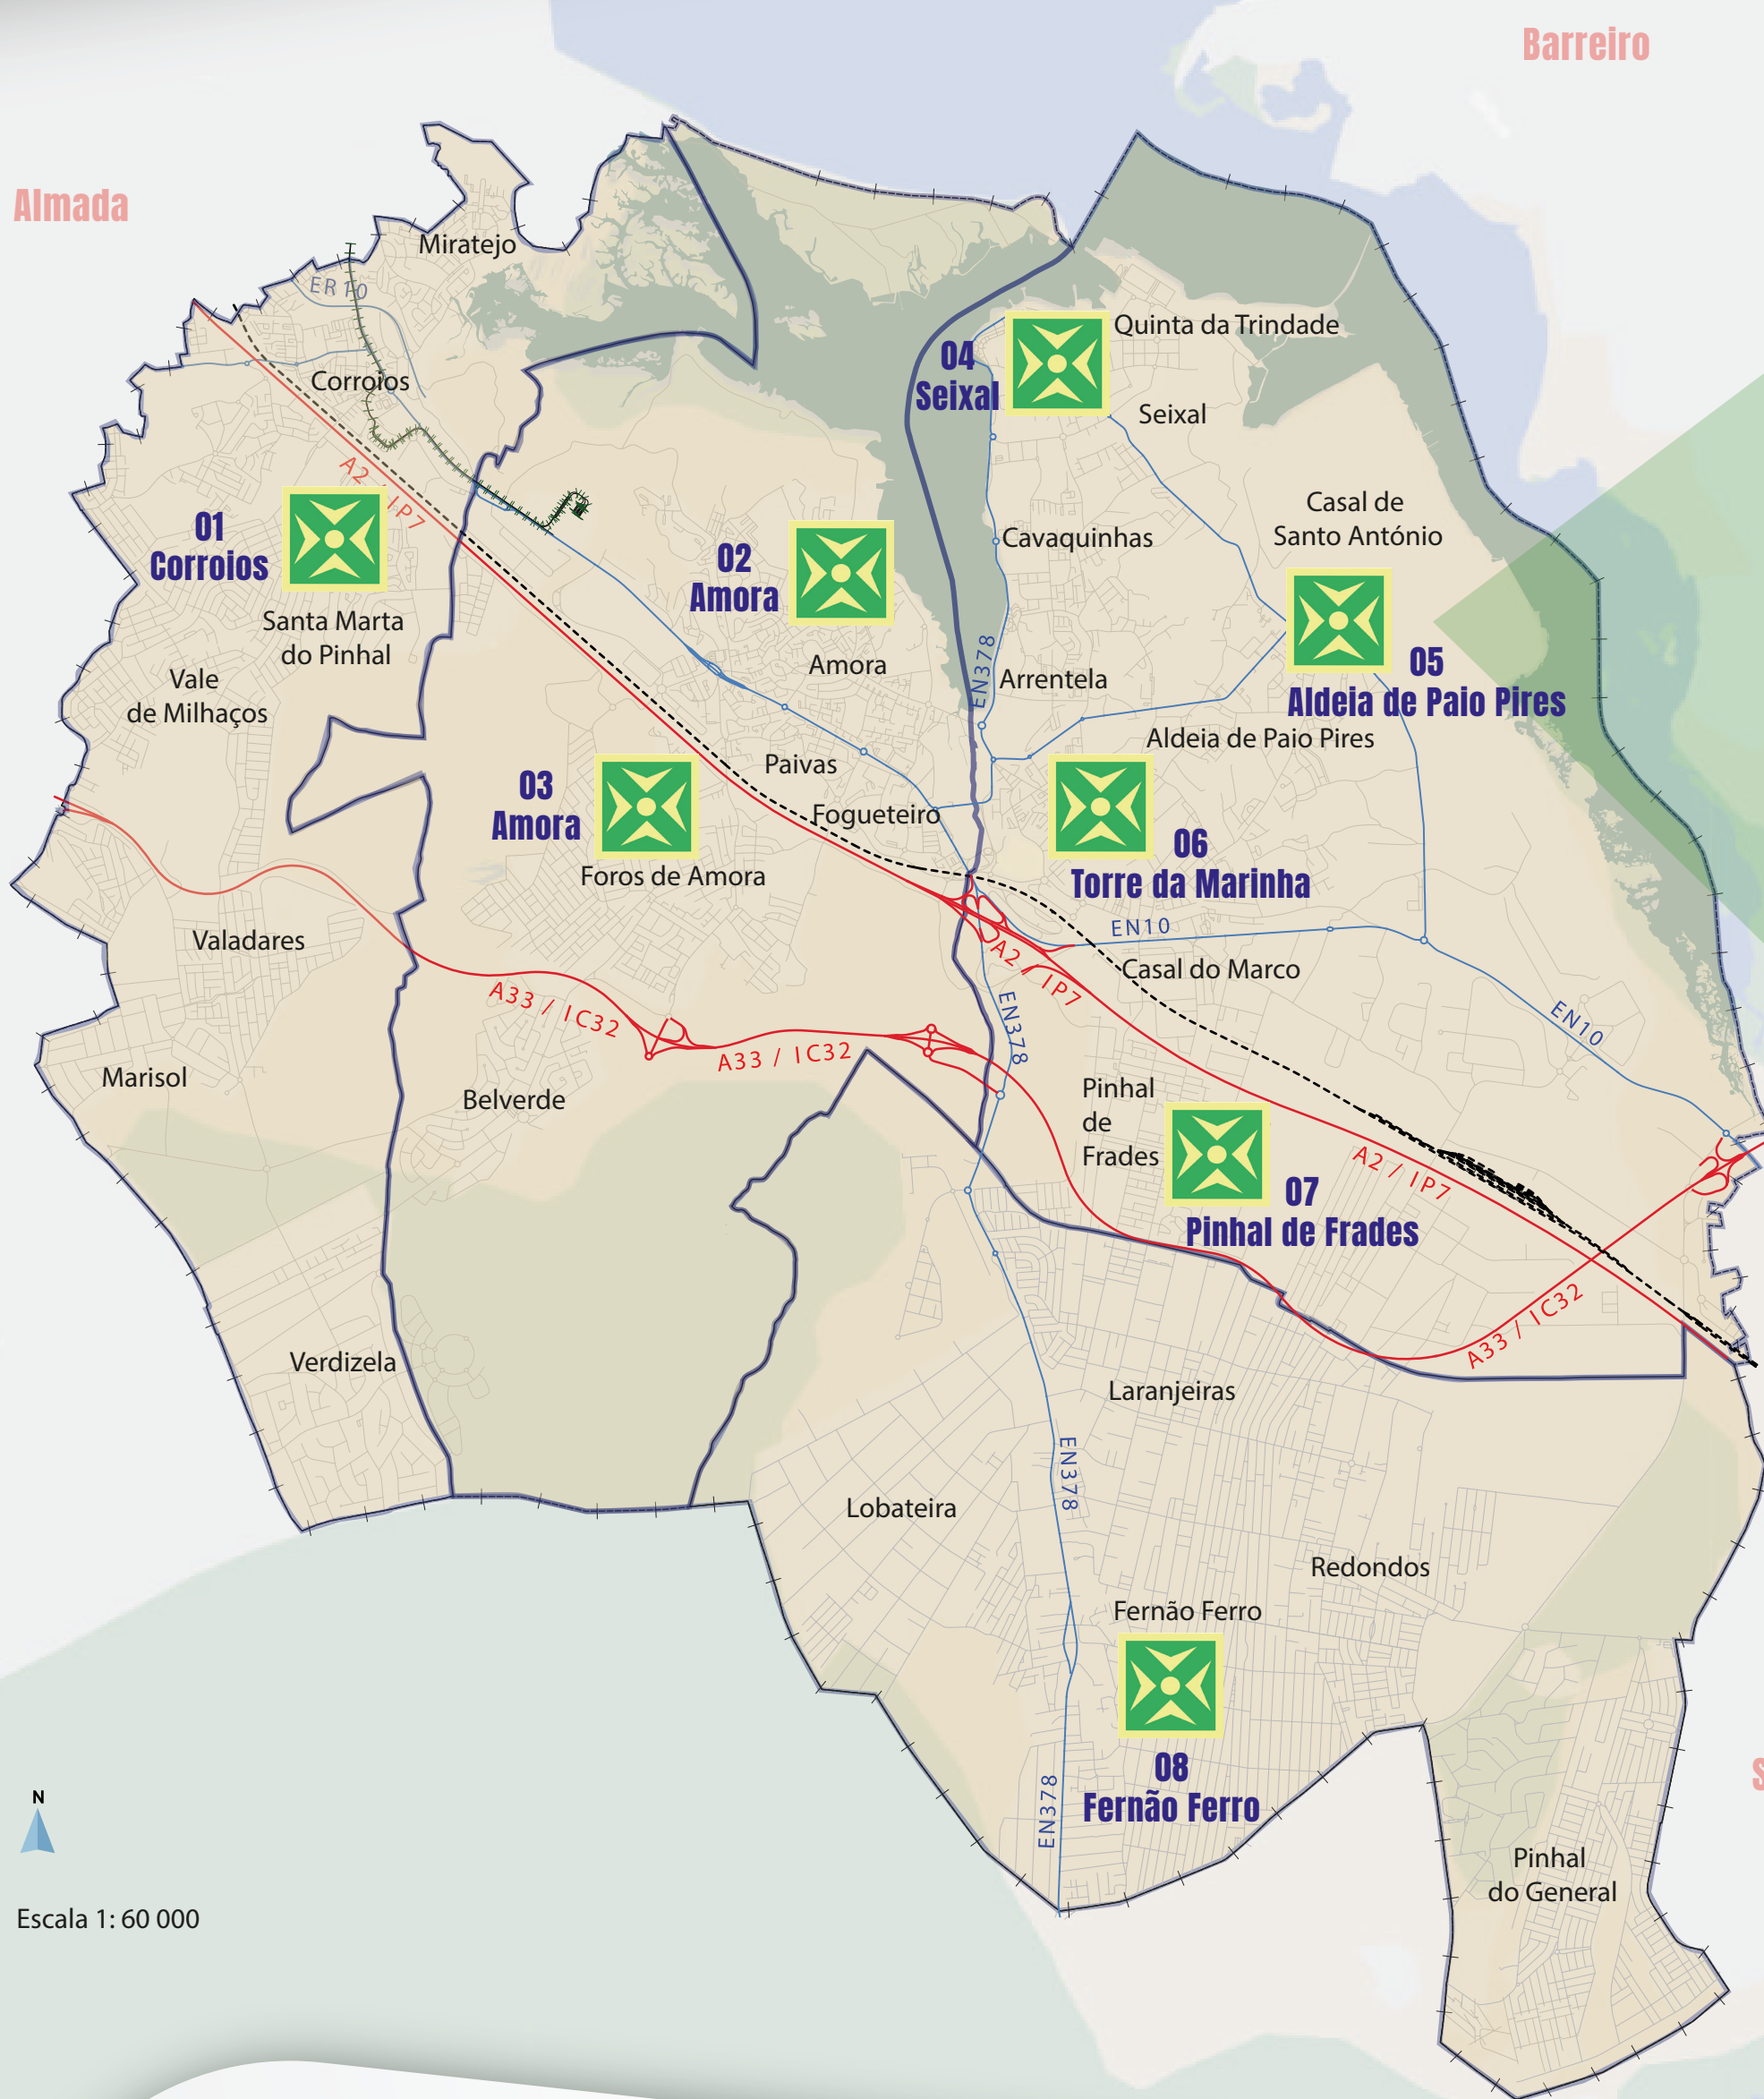 Barreiro
Almada
Miratejo
ER10
Quinta da Trindade
04
Seixal
Corroios
Seixal
A2 / IP7
Casal de
Santo António
01
Corroios
Cavaquinhas
02
Amora
Santa Marta
do Pinhal
Amora
EN378
Arrentela
05
Aldeia de Paio Pires
Vale
de Milhaços
Aldeia de Paio Pires
Paivas
03
Amora
Fogueteiro
06
Torre da Marinha
Foros de Amora
EN10
Valadares
A2 / IP7
Casal do Marco
A33 / IC32
EN378
EN10
A33 / IC32
Marisol
Belverde
Pinhal
de
Frades
A2 / IP7
07
Pinhal de Frades
A33 / IC32
Verdizela
Laranjeiras
EN378
Lobateira
Redondos
Fernão Ferro
08
Fernão Ferro
EN378
S
N
Pinhal
do General
Escala 1: 60 000